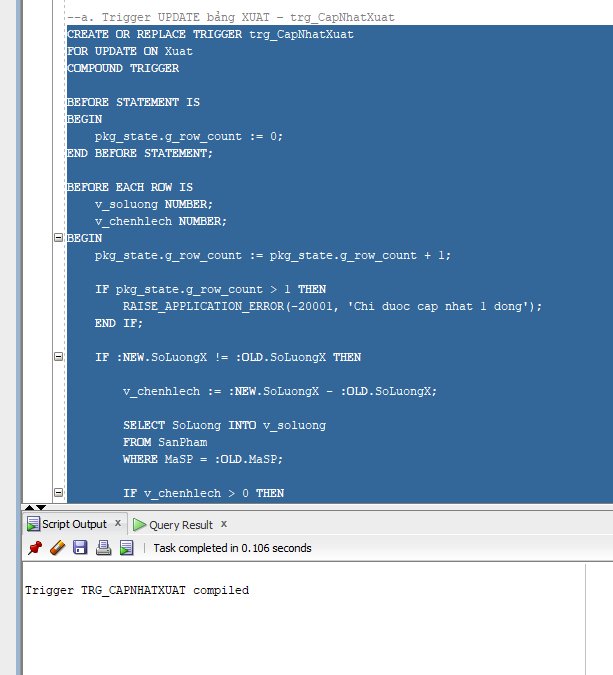 --a. Trigger UPDATE bảng XUAT – trg_CapNhatXuat
CREATE OR REPLACE TRIGGER trg_CapNhatXuat
FOR UPDATE ON Xuat
COMPOUND TRIGGER
BEFORE STATEMENT IS
BEGIN
    pkg_state.g_row_count := 0;
END BEFORE STATEMENT;
BEFORE EACH ROW IS
    v_soluong NUMBER;
    v_chenhlech NUMBER;
BEGIN
    pkg_state.g_row_count := pkg_state.g_row_count + 1;
    IF pkg_state.g_row_count > 1 THEN
        RAISE_APPLICATION_ERROR(-20001, 'Chi duoc cap nhat 1 dong');
    END IF;
    IF :NEW.SoLuongX != :OLD.SoLuongX THEN
        v_chenhlech := :NEW.SoLuongX - :OLD.SoLuongX;
        SELECT SoLuong INTO v_soluong
        FROM SanPham
        WHERE MaSP = :OLD.MaSP;
        IF v_chenhlech > 0 THEN
Script Output x Query Result x
Task completed in 0.106 seconds
Trigger TRG_CAPNHATXUAT compiled